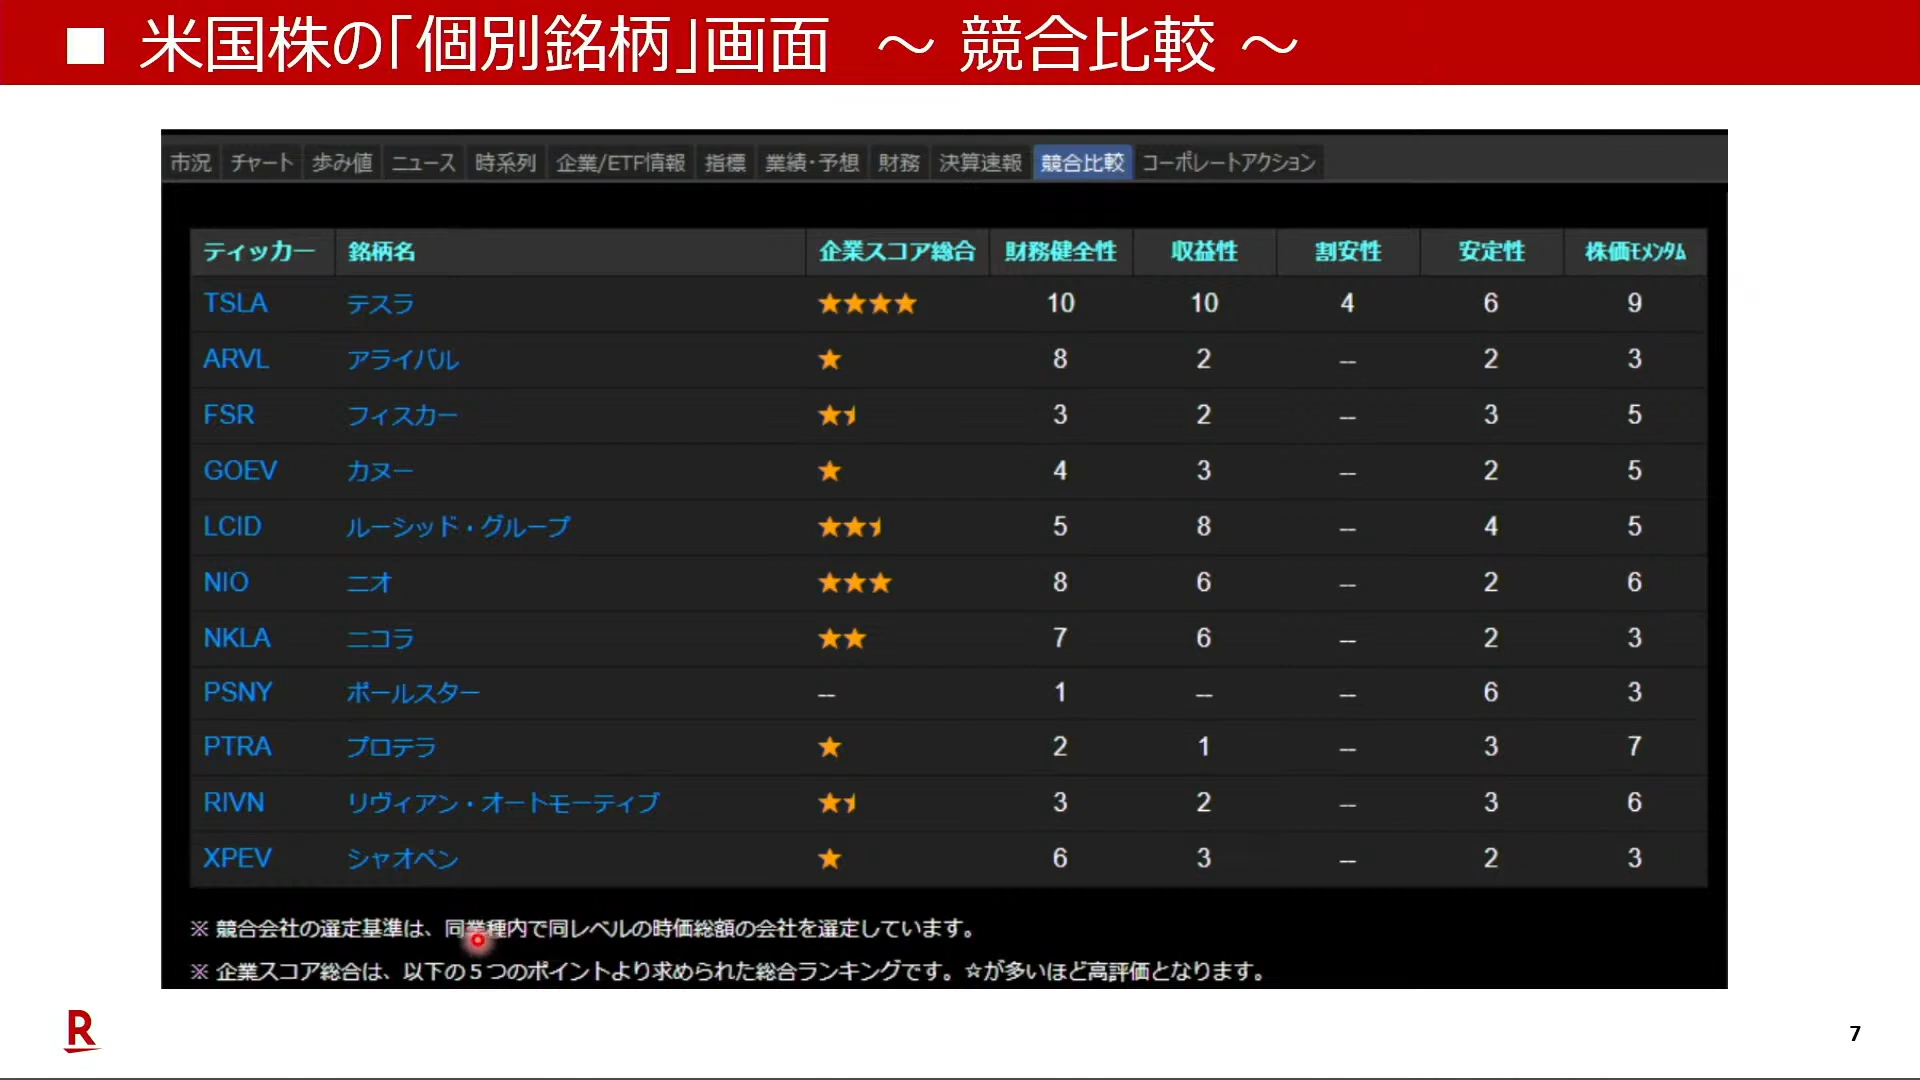 ■ 米国株の「個別銘柄」画面 ～ 競合比較 ～
市況 チャート 歩み値 ニュース 時系列 企業/ETF情報 指標 業績・予想 財務 決算速報 競合比較 コーポレートアクション
ティッカー 銘柄名 企業スコア総合 財務健全性 収益性 割安性 安定性 株価ﾓﾒﾝﾀﾑ
TSLA テスラ ★★★★ 10 10 4 6 9
ARVL アライバル ★ 8 2 -- 2 3
FSR フィスカー ★⯨ 3 2 -- 3 5
GOEV カヌー ★ 4 3 -- 2 5
LCID ルーシッド・グループ ★★⯨ 5 8 -- 4 5
NIO ニオ ★★★ 8 6 -- 2 6
NKLA ニコラ ★★ 7 6 -- 2 3
PSNY ポールスター -- 1 -- -- 6 3
PTRA プロテラ ★ 2 1 -- 3 7
RIVN リヴィアン・オートモーティブ ★⯨ 3 2 -- 3 6
XPEV シャオペン ★ 6 3 -- 2 3
※ 競合会社の選定基準は、同業種内で同レベルの時価総額の会社を選定しています。
※ 企業スコア総合は、以下の５つのポイントより求められた総合ランキングです。☆が多いほど高評価となります。
R
7